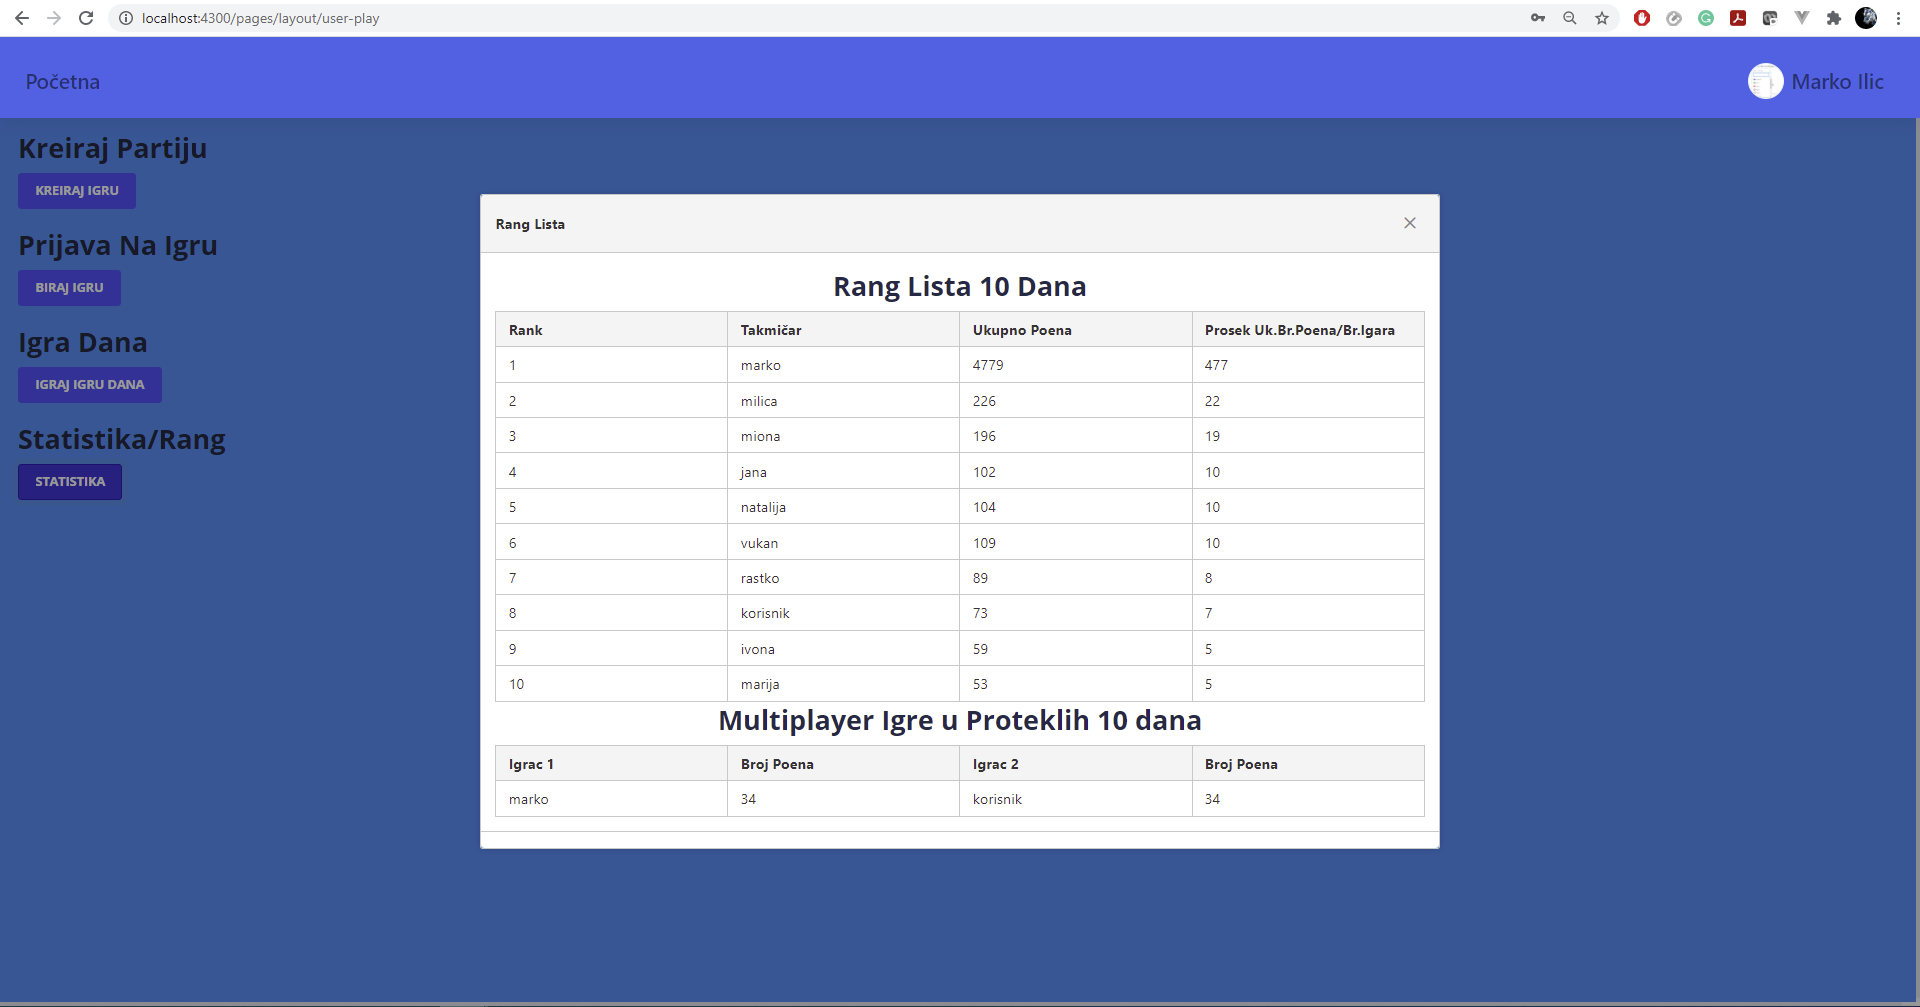 localhost:4300/pages/layout/user-play
Početna
Marko Ilic
Kreiraj Partiju
KREIRAJ IGRU
Prijava Na Igru
BIRAJ IGRU
Igra Dana
IGRAJ IGRU DANA
Statistika/Rang
STATISTIKA
Rang Lista
Rang Lista 10 Dana
Rank Takmičar Ukupno Poena Prosek Uk.Br.Poena/Br.Igara
1 marko 4779 477
2 milica 226 22
3 miona 196 19
4 jana 102 10
5 natalija 104 10
6 vukan 109 10
7 rastko 89 8
8 korisnik 73 7
9 ivona 59 5
10 marija 53 5
Multiplayer Igre u Proteklih 10 dana
Igrac 1 Broj Poena Igrac 2 Broj Poena
marko 34 korisnik 34